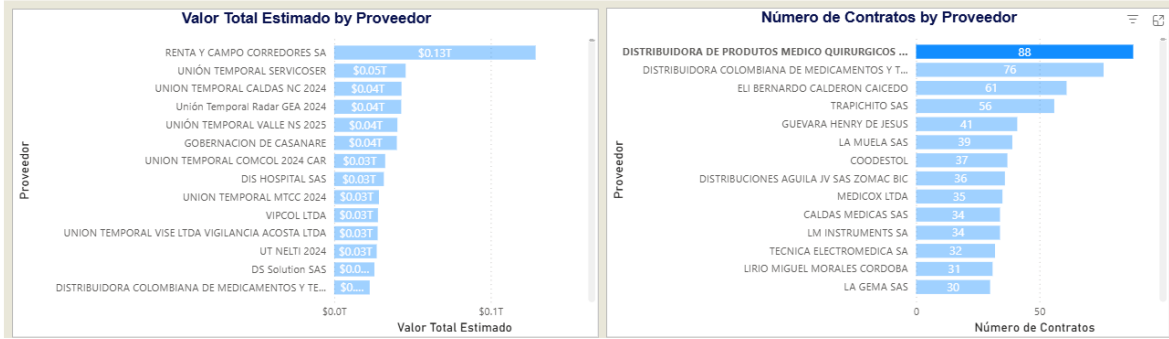 Valor Total Estimado by Proveedor
Proveedor
RENTA Y CAMPO CORREDORES SA $0.13T
UNIÓN TEMPORAL SERVICOSER $0.05T
UNION TEMPORAL CALDAS NC 2024 $0.04T
Unión Temporal Radar GEA 2024 $0.04T
UNIÓN TEMPORAL VALLE NS 2025 $0.04T
GOBERNACION DE CASANARE $0.04T
UNION TEMPORAL COMCOL 2024 CAR $0.03T
DIS HOSPITAL SAS $0.03T
UNION TEMPORAL MTCC 2024 $0.03T
VIPCOL LTDA $0.03T
UNION TEMPORAL VISE LTDA VIGILANCIA ACOSTA LTDA $0.03T
UT NELTI 2024 $0.03T
DS Solution SAS $0.0...
DISTRIBUIDORA COLOMBIANA DE MEDICAMENTOS Y TE... $0....
$0.0T $0.1T
Valor Total Estimado
Número de Contratos by Proveedor
Proveedor
DISTRIBUIDORA DE PRODUTOS MEDICO QUIRURGICOS ... 88
DISTRIBUIDORA COLOMBIANA DE MEDICAMENTOS Y T... 76
ELI BERNARDO CALDERON CAICEDO 61
TRAPICHITO SAS 56
GUEVARA HENRY DE JESUS 41
LA MUELA SAS 39
COODESTOL 37
DISTRIBUCIONES AGUILA JV SAS ZOMAC BIC 36
MEDICOX LTDA 35
CALDAS MEDICAS SAS 34
LM INSTRUMENTS SA 34
TECNICA ELECTROMEDICA SA 32
LIRIO MIGUEL MORALES CORDOBA 31
LA GEMA SAS 30
0 50
Número de Contratos